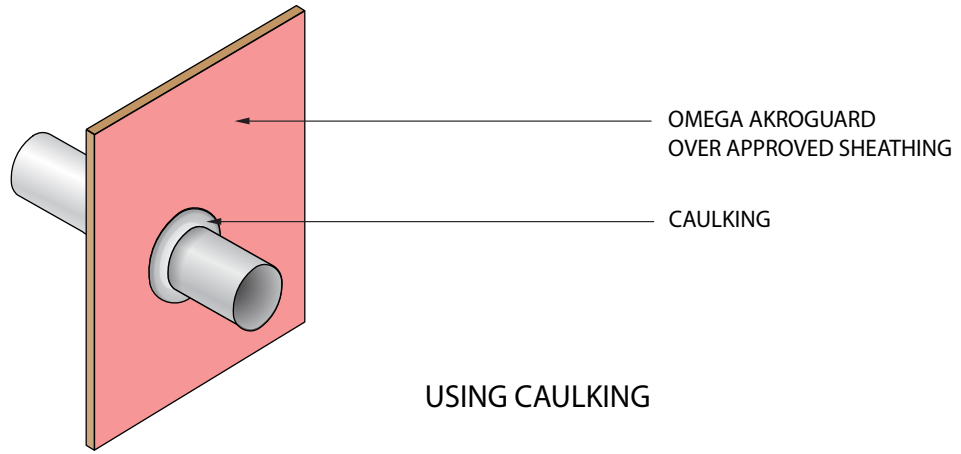 OMEGA AKROGUARD
OVER APPROVED SHEATHING
CAULKING
USING CAULKING